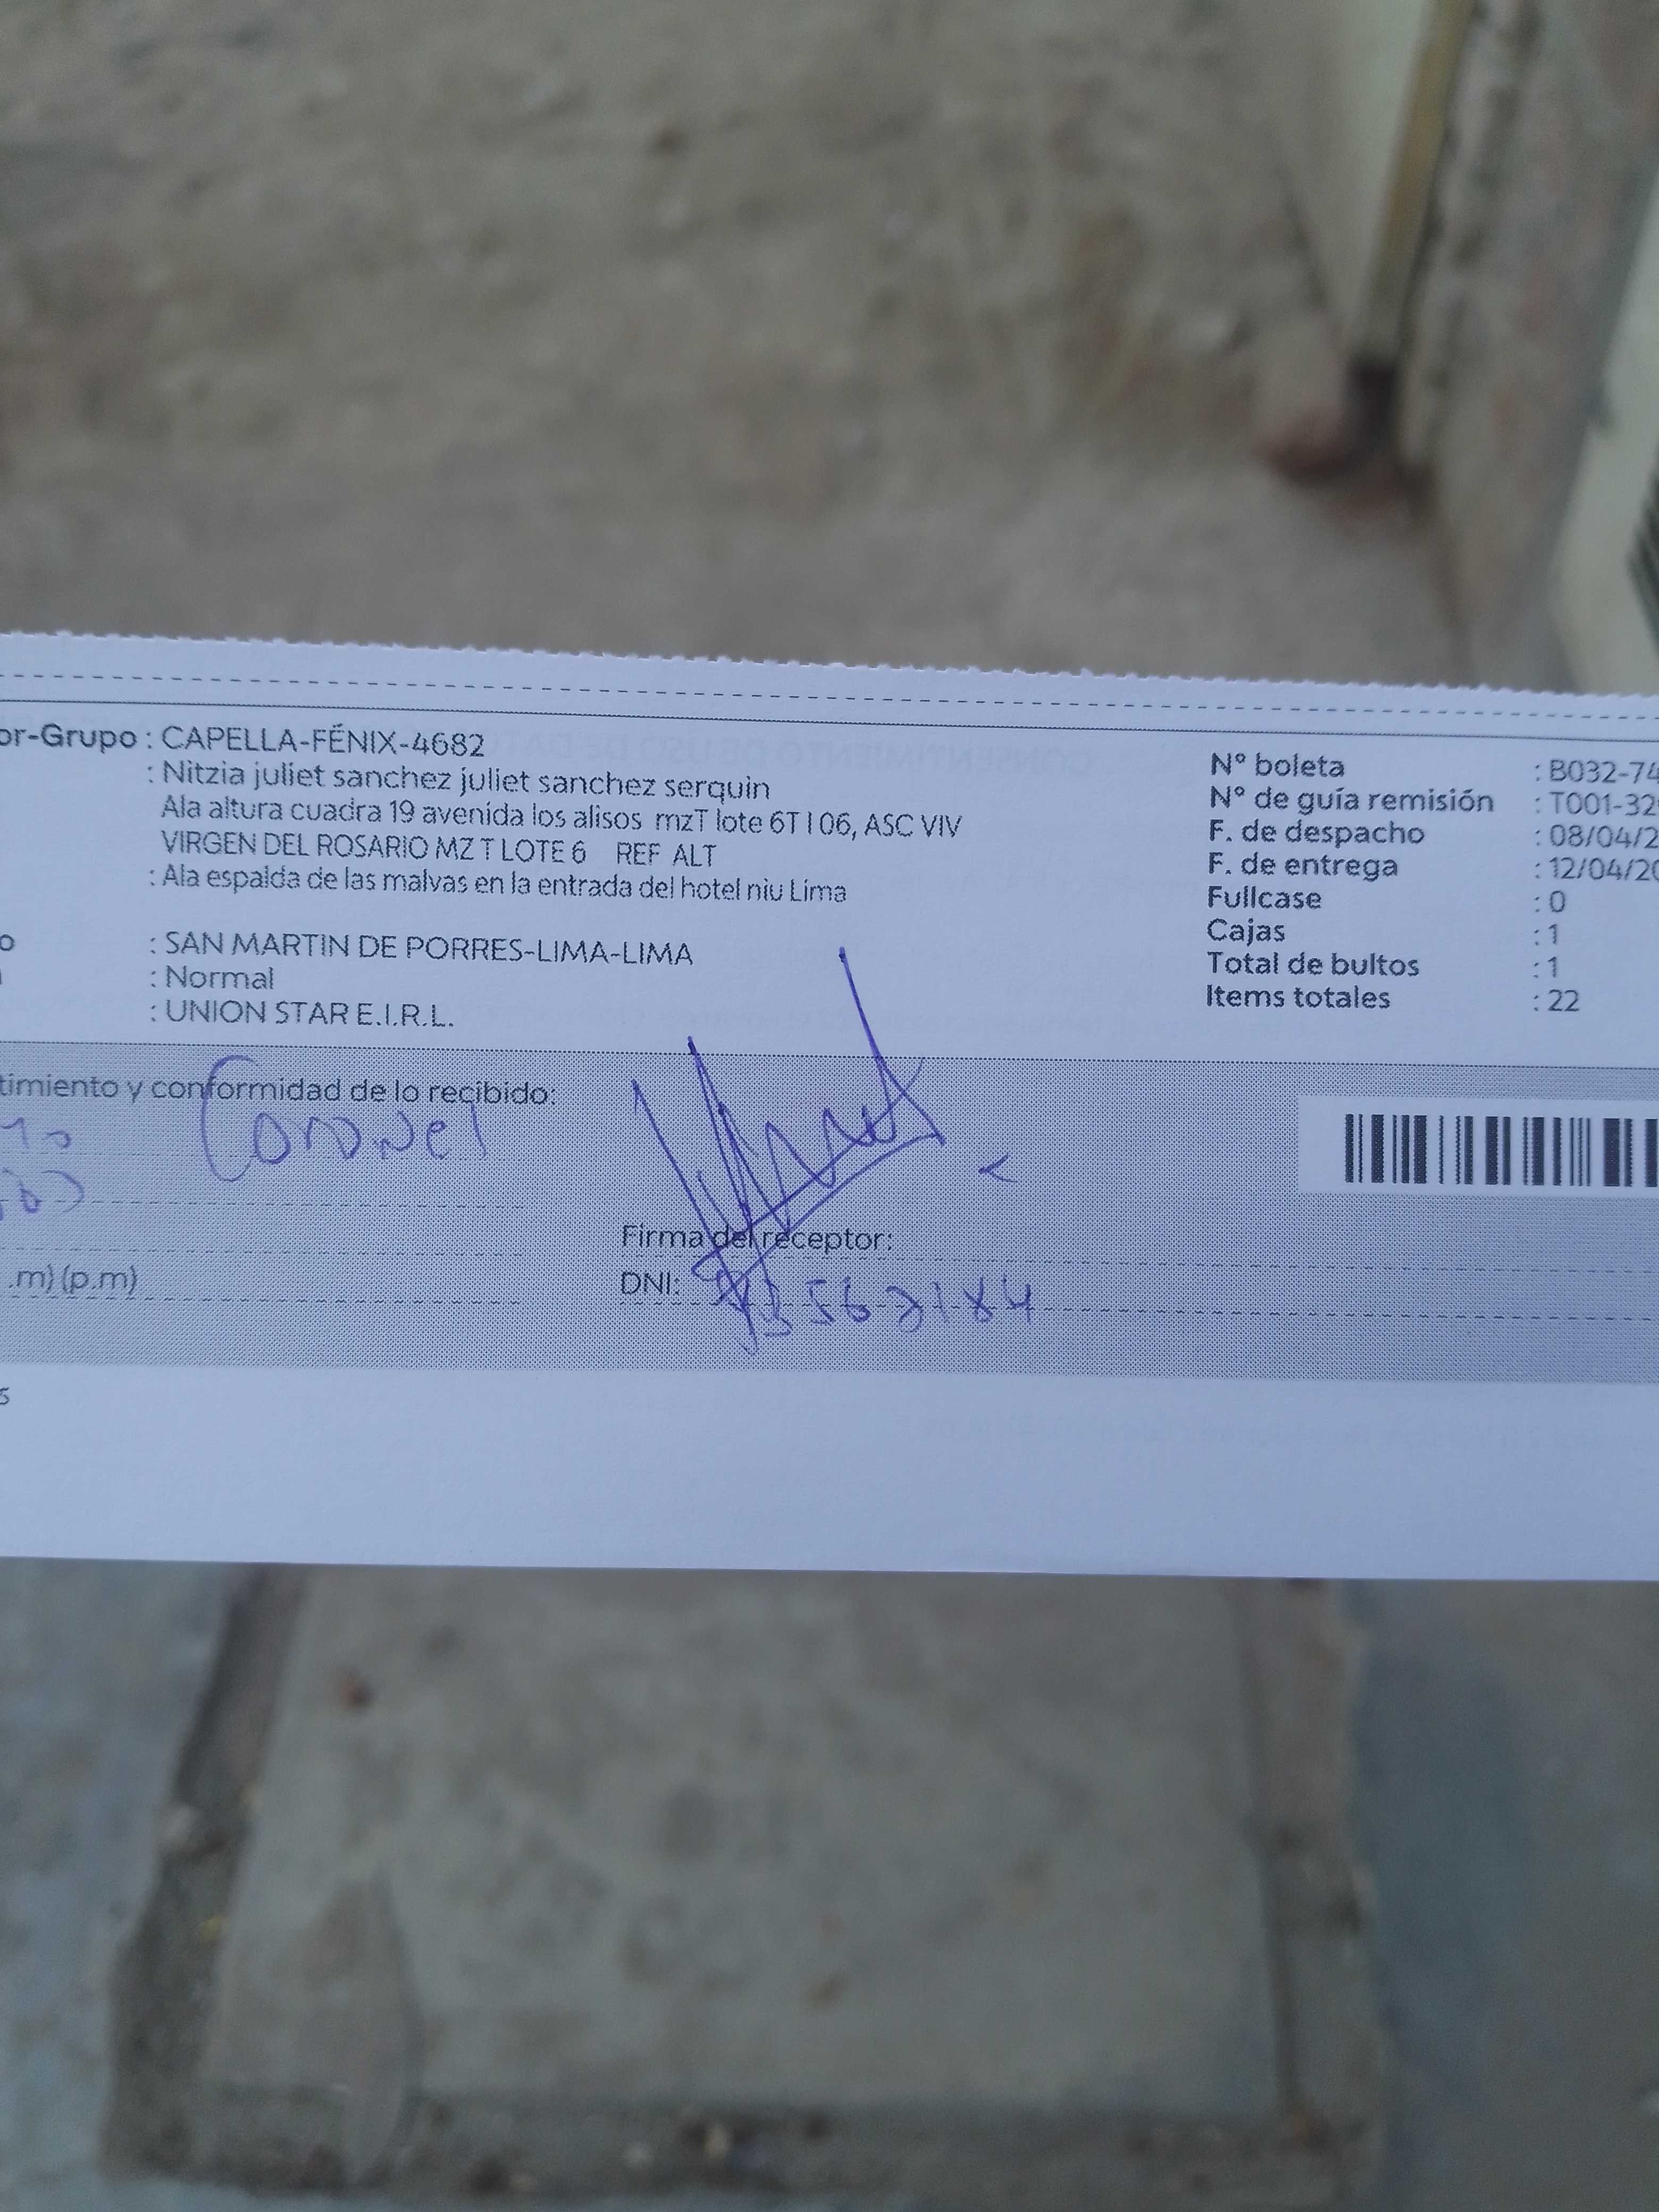 or-Grupo : CAPELLA-FÉNIX-4682
: Nitzia juliet sanchez juliet sanchez serquin
Ala altura cuadra 19 avenida los alisos mzT lote 6T I 06, ASC VIV
VIRGEN DEL ROSARIO MZ T LOTE 6 REF ALT
: Ala espalda de las malvas en la entrada del hotel niu Lima
o : SAN MARTIN DE PORRES-LIMA-LIMA
: Normal
: UNION STAR E.I.R.L.
Nº boleta : B032-74
Nº de guía remisión : T001-32
F. de despacho : 08/04/2
F. de entrega : 12/04/20
Fullcase : 0
Cajas : 1
Total de bultos : 1
Items totales : 22
timiento y conformidad de lo recibido:
Coronel
Firma del receptor:
.m) (p.m)
DNI:
s